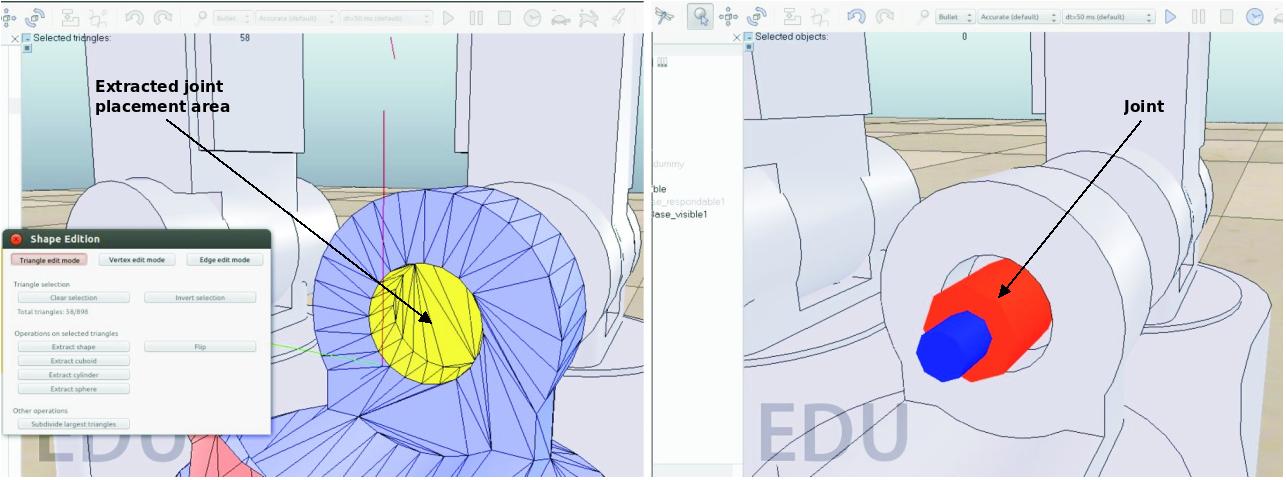 Bullet
Accurate (default)
dt=50 ms (default)
Selected triangles: 58
Extracted joint
placement area
Shape Edition
Triangle edit mode
Vertex edit mode
Edge edit mode
Triangle selection
Clear selection
Invert selection
Total triangles: 58/898
Operations on selected triangles
Extract shape
Flip
Extract cuboid
Extract cylinder
Extract sphere
Other operations
Subdivide largest triangles
EDU
Bullet
Accurate (default)
dt=50 ms (default)
Selected objects: 0
Joint
dummy
ble
se_respondable1
Base_visible1
EDU